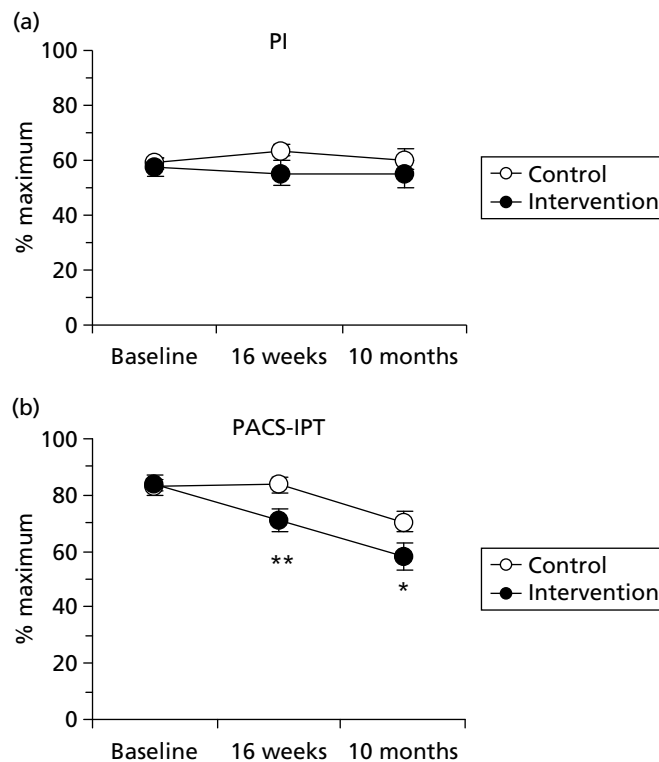 (a)
PI
100
80
60
40
20
0
% maximum
Baseline 16 weeks 10 months
Control
Intervention
(b)
PACS-IPT
100
80
60
40
20
0
% maximum
**
*
Baseline 16 weeks 10 months
Control
Intervention